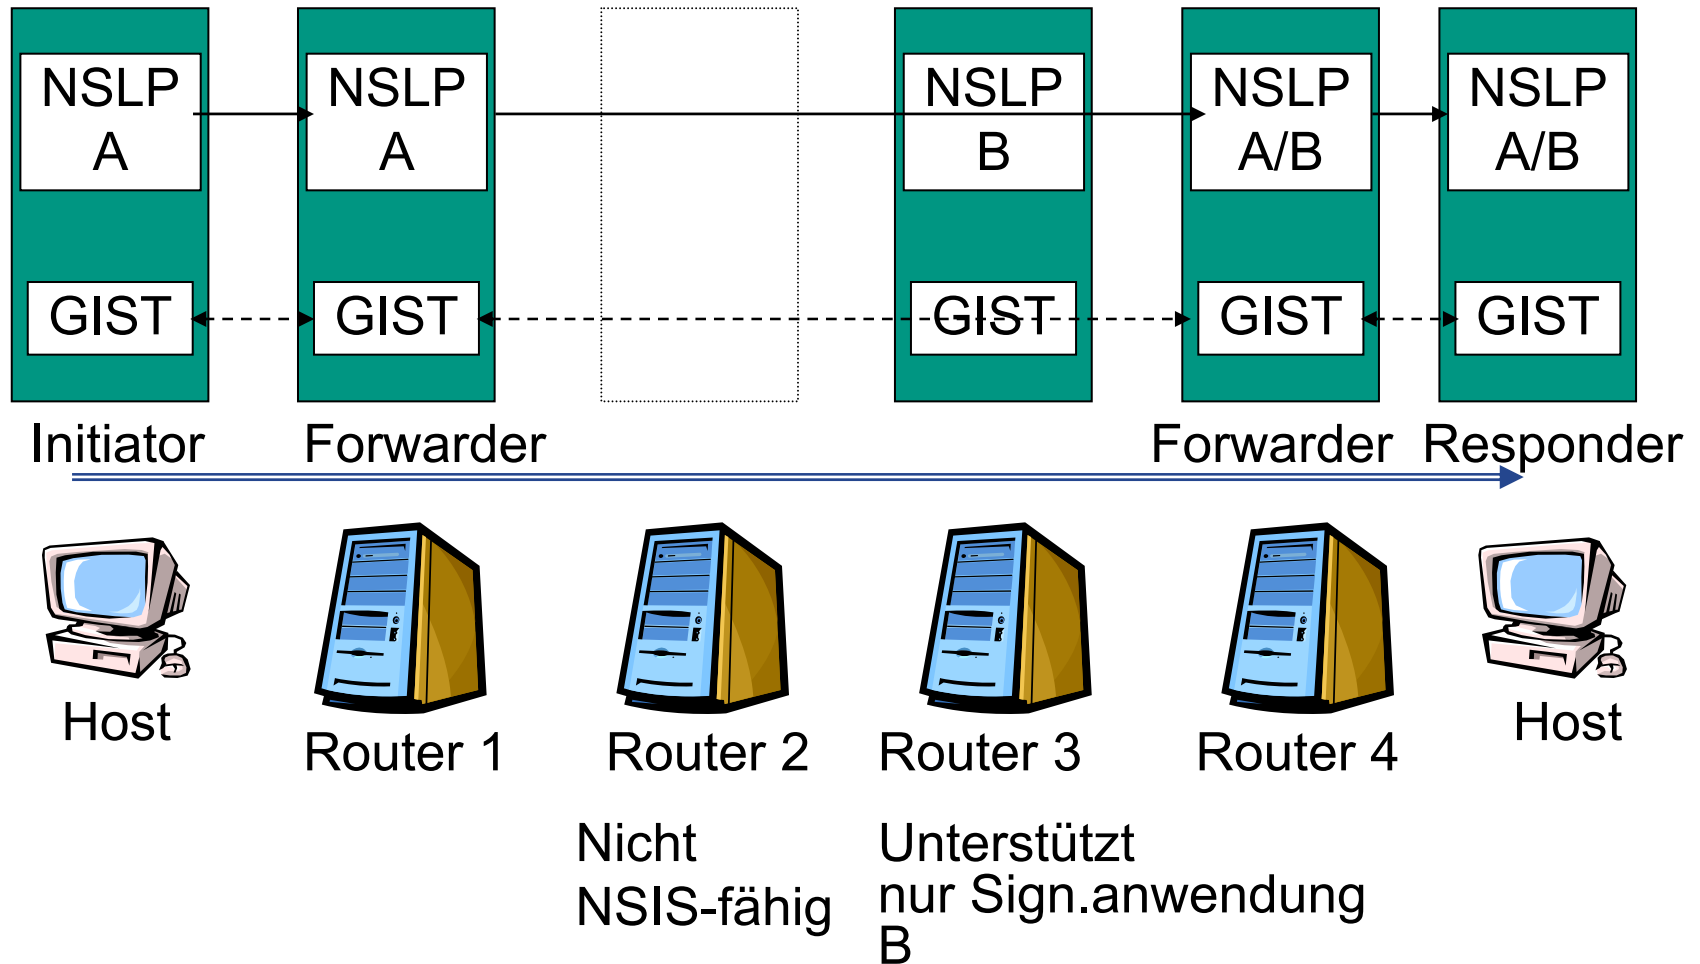 NSLP
A
NSLP
A
NSLP
B
NSLP
A/B
NSLP
A/B
GIST
GIST
GIST
GIST
GIST
Initiator
Forwarder
Forwarder
Responder
Host
Router 1
Router 2
Router 3
Router 4
Host
Nicht
NSIS-fähig
Unterstützt
nur Sign.anwendung
B